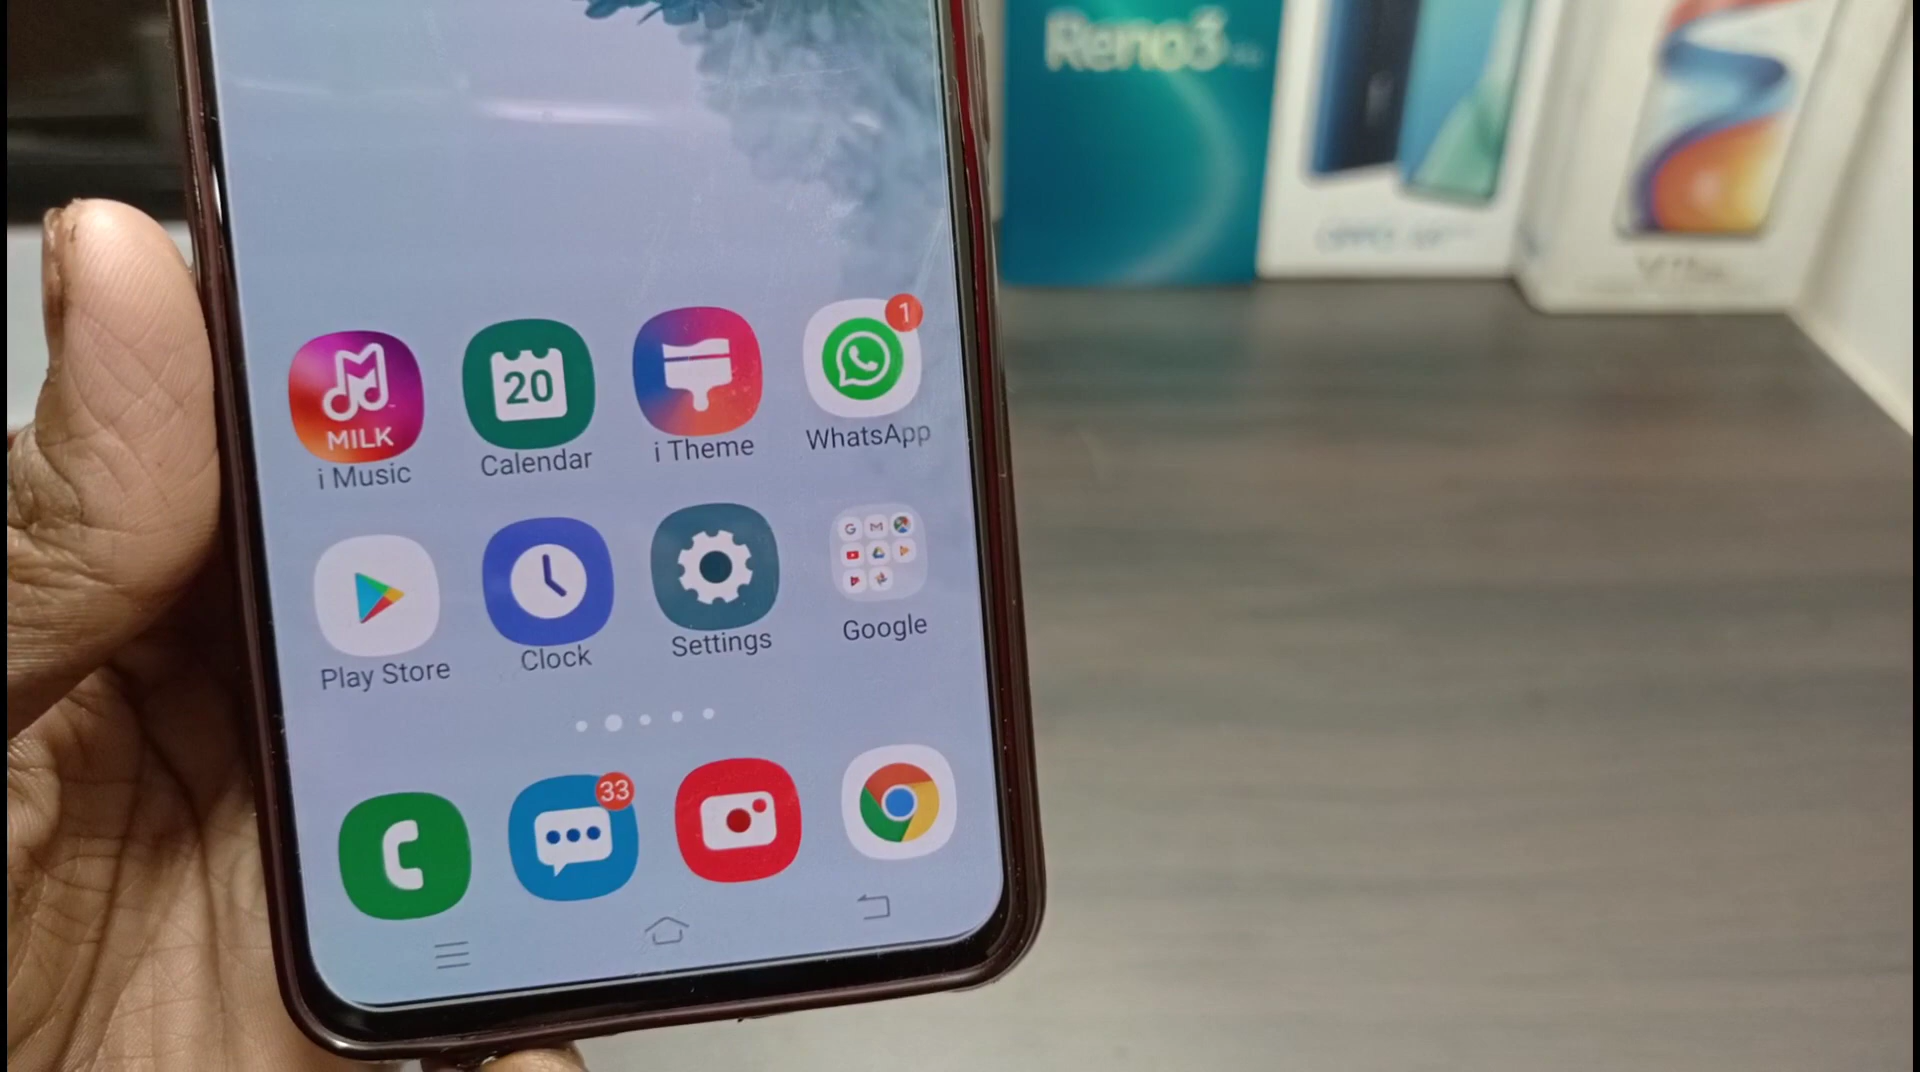 Reno3
1
MILK
20
i Music
Calendar
i Theme
WhatsApp
G
Play Store
Clock
Settings
Google
33